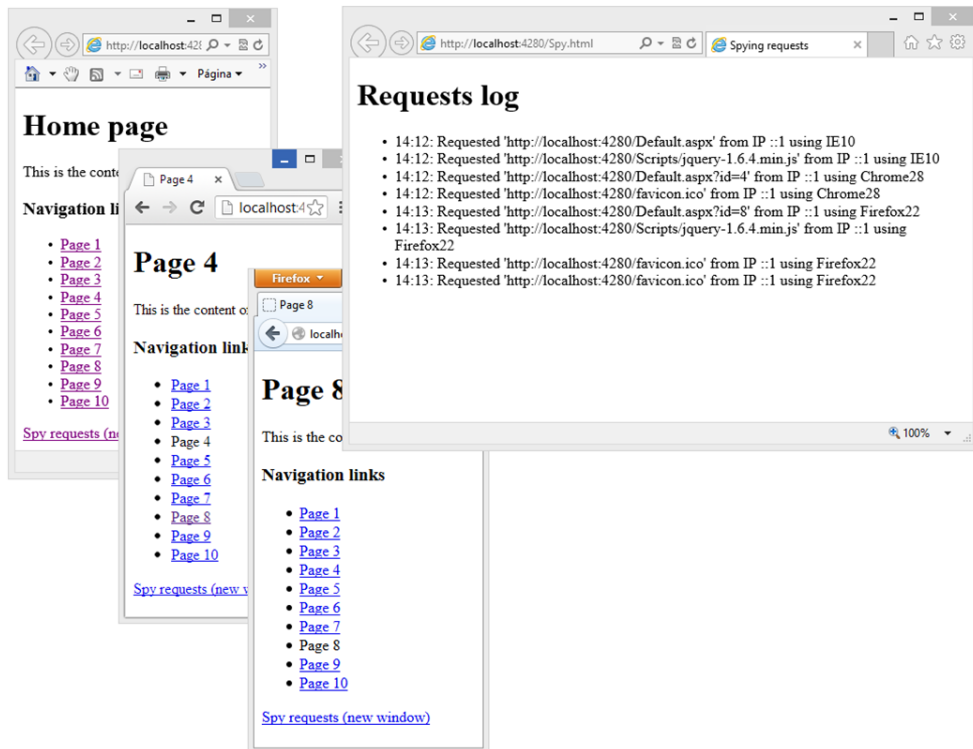 http://localhost:428
Página
Home page
This is the conte
Navigation li
Page 1
Page 2
Page 3
Page 4
Page 5
Page 6
Page 7
Page 8
Page 9
Page 10
Spy requests (ne
Page 4
localhost:4
Page 4
This is the content o
Navigation link
Page 1
Page 2
Page 3
Page 4
Page 5
Page 6
Page 7
Page 8
Page 9
Page 10
Spy requests (new w
Firefox
Page 8
localh
Page 8
This is the co
Navigation links
Page 1
Page 2
Page 3
Page 4
Page 5
Page 6
Page 7
Page 8
Page 9
Page 10
Spy requests (new window)
http://localhost:4280/Spy.html
Spying requests
Requests log
14:12: Requested 'http://localhost:4280/Default.aspx' from IP ::1 using IE10
14:12: Requested 'http://localhost:4280/Scripts/jquery-1.6.4.min.js' from IP ::1 using IE10
14:12: Requested 'http://localhost:4280/Default.aspx?id=4' from IP ::1 using Chrome28
14:12: Requested 'http://localhost:4280/favicon.ico' from IP ::1 using Chrome28
14:13: Requested 'http://localhost:4280/Default.aspx?id=8' from IP ::1 using Firefox22
14:13: Requested 'http://localhost:4280/Scripts/jquery-1.6.4.min.js' from IP ::1 using
Firefox22
14:13: Requested 'http://localhost:4280/favicon.ico' from IP ::1 using Firefox22
14:13: Requested 'http://localhost:4280/favicon.ico' from IP ::1 using Firefox22
100%